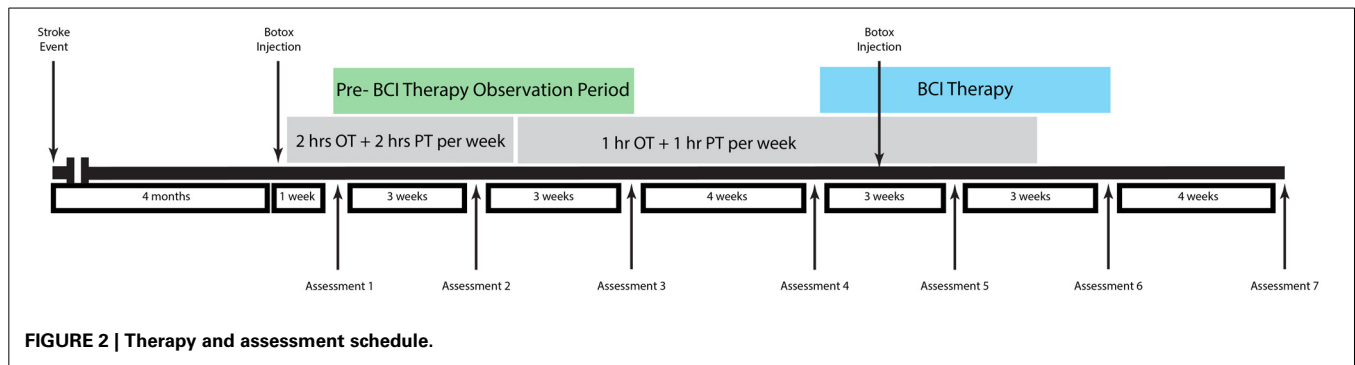 Stroke
Event
Botox
Injection
Botox
Injection
Pre- BCI Therapy Observation Period
BCI Therapy
2 hrs OT + 2 hrs PT per week
1 hr OT + 1 hr PT per week
4 months
1 week
3 weeks
3 weeks
4 weeks
3 weeks
3 weeks
4 weeks
Assessment 1
Assessment 2
Assessment 3
Assessment 4
Assessment 5
Assessment 6
Assessment 7
FIGURE 2 | Therapy and assessment schedule.